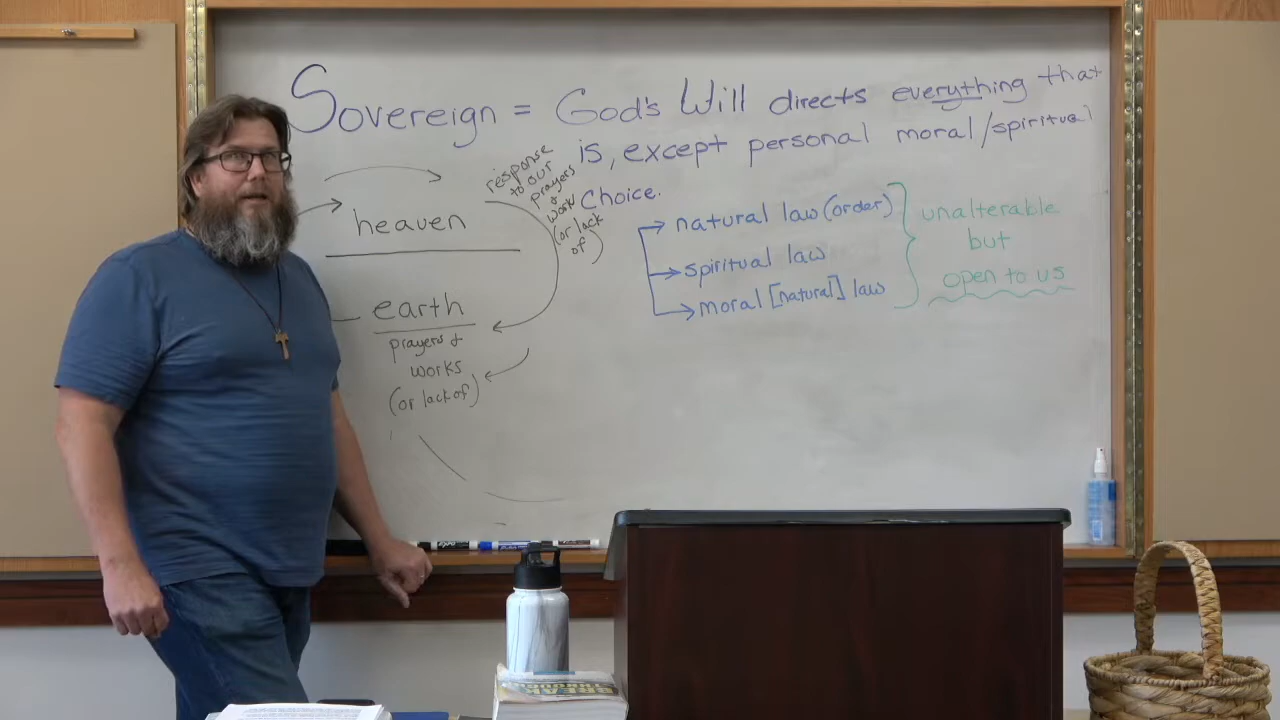 Sovereign = God's Will directs everything that
is, except personal moral/spiritual
choice.
response
to our
prayers
+
work
(or lack
of)
heaven
earth
prayers +
works
(or lack of)
natural law (order)
spiritual law
moral [natural] law
unalterable
but
open to us